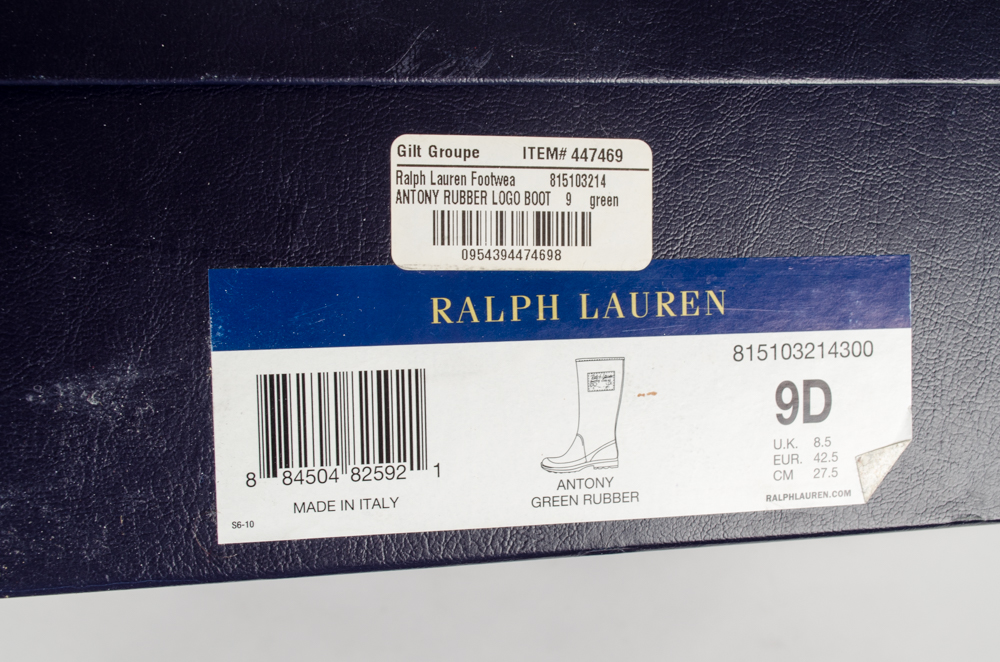 Gilt Groupe ITEM# 447469
Ralph Lauren Footwea 815103214
ANTONY RUBBER LOGO BOOT 9 green
0954394474698
RALPH LAUREN
815103214300
9D
U.K. 8.5
EUR. 42.5
CM 27.5
RALPHLAUREN.COM
8 84504 82592 1
MADE IN ITALY
S6-10
ANTONY
GREEN RUBBER